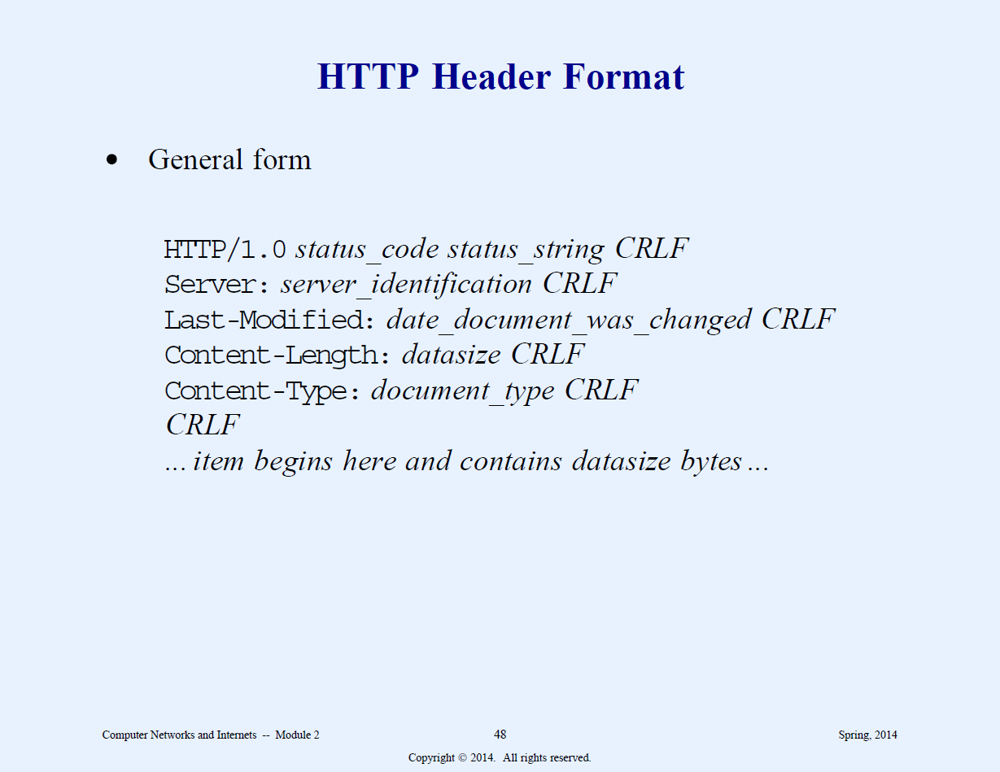 HTTP Header Format
• General form
HTTP/1.0 status_code status_string CRLF
Server: server_identification CRLF
Last-Modified: date_document_was_changed CRLF
Content-Length: datasize CRLF
Content-Type: document_type CRLF
CRLF
... item begins here and contains datasize bytes ...
Computer Networks and Internets -- Module 2 48 Spring, 2014
Copyright © 2014. All rights reserved.